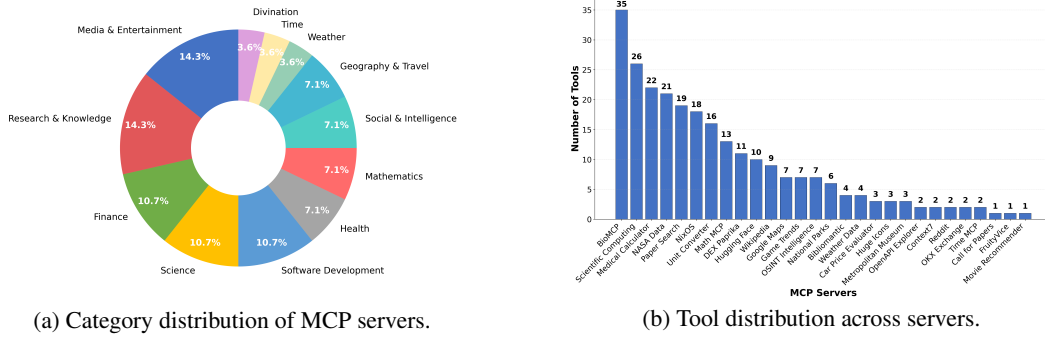 Divination
Time
Weather
Media & Entertainment
3.6%
3.6%
3.6%
14.3%
Geography & Travel
7.1%
Research & Knowledge
14.3%
7.1%
Social & Intelligence
7.1%
Mathematics
10.7%
7.1%
Finance
Health
10.7%
10.7%
Science
Software Development
(a) Category distribution of MCP servers.
Number of Tools
35
30
25
20
15
10
5
0
35
26
22
21
19
18
16
13
11
10
9
7
7
7
6
4
4
3
3
3
2
2
2
2
2
1
1
1
BioMCP
Scientific Computing
Medical Calculator
NASA Data
Paper Search
NixOS
Unit Converter
Math MCP
DEX Paprika
Hugging Face
Wikipedia
Google Maps
Game Trends
OSINT Intelligence
National Parks
Bibliomantic
Weather Data
Car Price Evaluator
Huge Icons
Metropolitan Museum
OpenAPI Explorer
Context7
Reddit
OKX Exchange
Time MCP
Call for Papers
FruityVice
Movie Recommender
MCP Servers
(b) Tool distribution across servers.